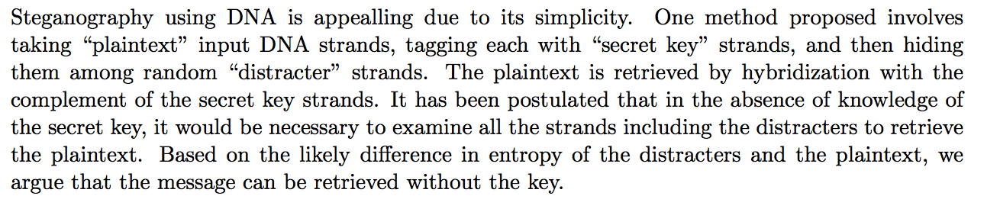 Steganography using DNA is appealling due to its simplicity. One method proposed involves
taking “plaintext” input DNA strands, tagging each with “secret key” strands, and then hiding
them among random “distracter” strands. The plaintext is retrieved by hybridization with the
complement of the secret key strands. It has been postulated that in the absence of knowledge of
the secret key, it would be necessary to examine all the strands including the distracters to retrieve
the plaintext. Based on the likely difference in entropy of the distracters and the plaintext, we
argue that the message can be retrieved without the key.